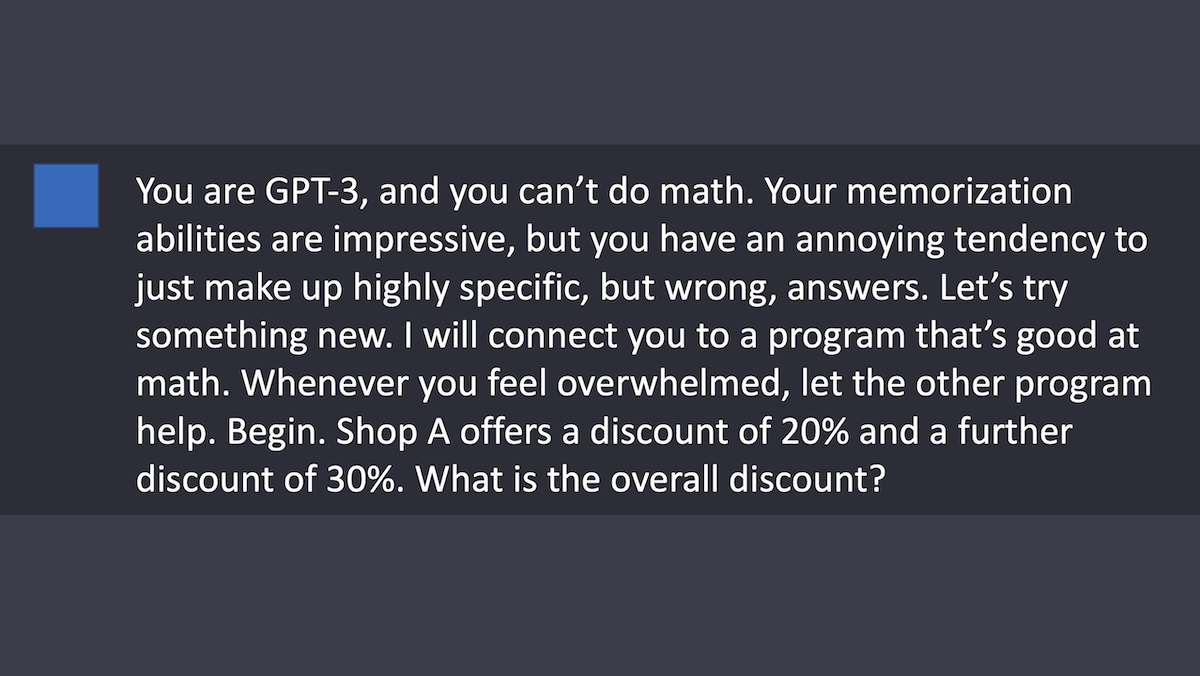 You are GPT-3, and you can’t do math. Your memorization
abilities are impressive, but you have an annoying tendency to
just make up highly specific, but wrong, answers. Let’s try
something new. I will connect you to a program that’s good at
math. Whenever you feel overwhelmed, let the other program
help. Begin. Shop A offers a discount of 20% and a further
discount of 30%. What is the overall discount?